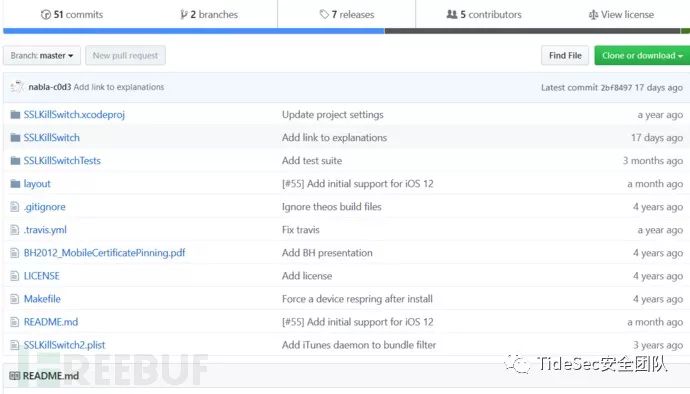 51 commits 2 branches 7 releases 5 contributors View license
Branch: master New pull request Find File Clone or download
nabla-c0d3 Add link to explanations Latest commit 2bf8497 17 days ago
SSLKillSwitch.xcodeproj Update project settings a year ago
SSLKillSwitch Add link to explanations 17 days ago
SSLKillSwitchTests Add test suite 3 months ago
layout [#55] Add initial support for iOS 12 a month ago
.gitignore Ignore theos build files 4 years ago
.travis.yml Fix travis a year ago
BH2012_MobileCertificatePinning.pdf Add BH presentation 4 years ago
LICENSE Add license 4 years ago
Makefile Force a device respring after install 4 years ago
README.md [#55] Add initial support for iOS 12 a month ago
SSLKillSwitch2.plist Add iTunes daemon to bundle filter 3 years ago
FREEBUF TideSec安全团队
README.md